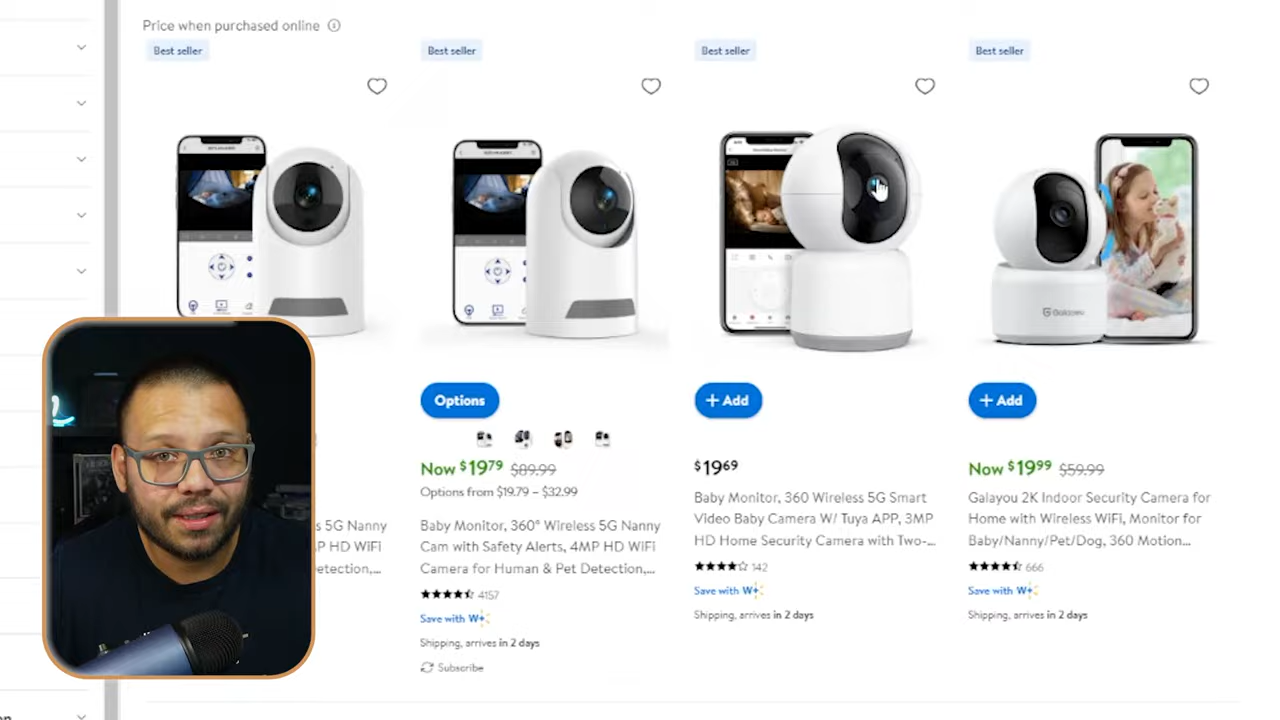 Price when purchased online
Best seller
Best seller
Best seller
Best seller
Galayou
Options
+ Add
+ Add
Now $19.79 $89.99
Options from $19.79 – $32.99
$19.69
Now $19.99 $59.99
s 5G Nanny
P HD WiFi
etection,...
Baby Monitor, 360° Wireless 5G Nanny
Cam with Safety Alerts, 4MP HD WiFi
Camera for Human & Pet Detection,...
4157
Save with W+
Shipping, arrives in 2 days
Subscribe
Baby Monitor, 360 Wireless 5G Smart
Video Baby Camera W/ Tuya APP, 3MP
HD Home Security Camera with Two-...
142
Save with W+
Shipping, arrives in 2 days
Galayou 2K Indoor Security Camera for
Home with Wireless WiFi, Monitor for
Baby/Nanny/Pet/Dog, 360 Motion...
666
Save with W+
Shipping, arrives in 2 days